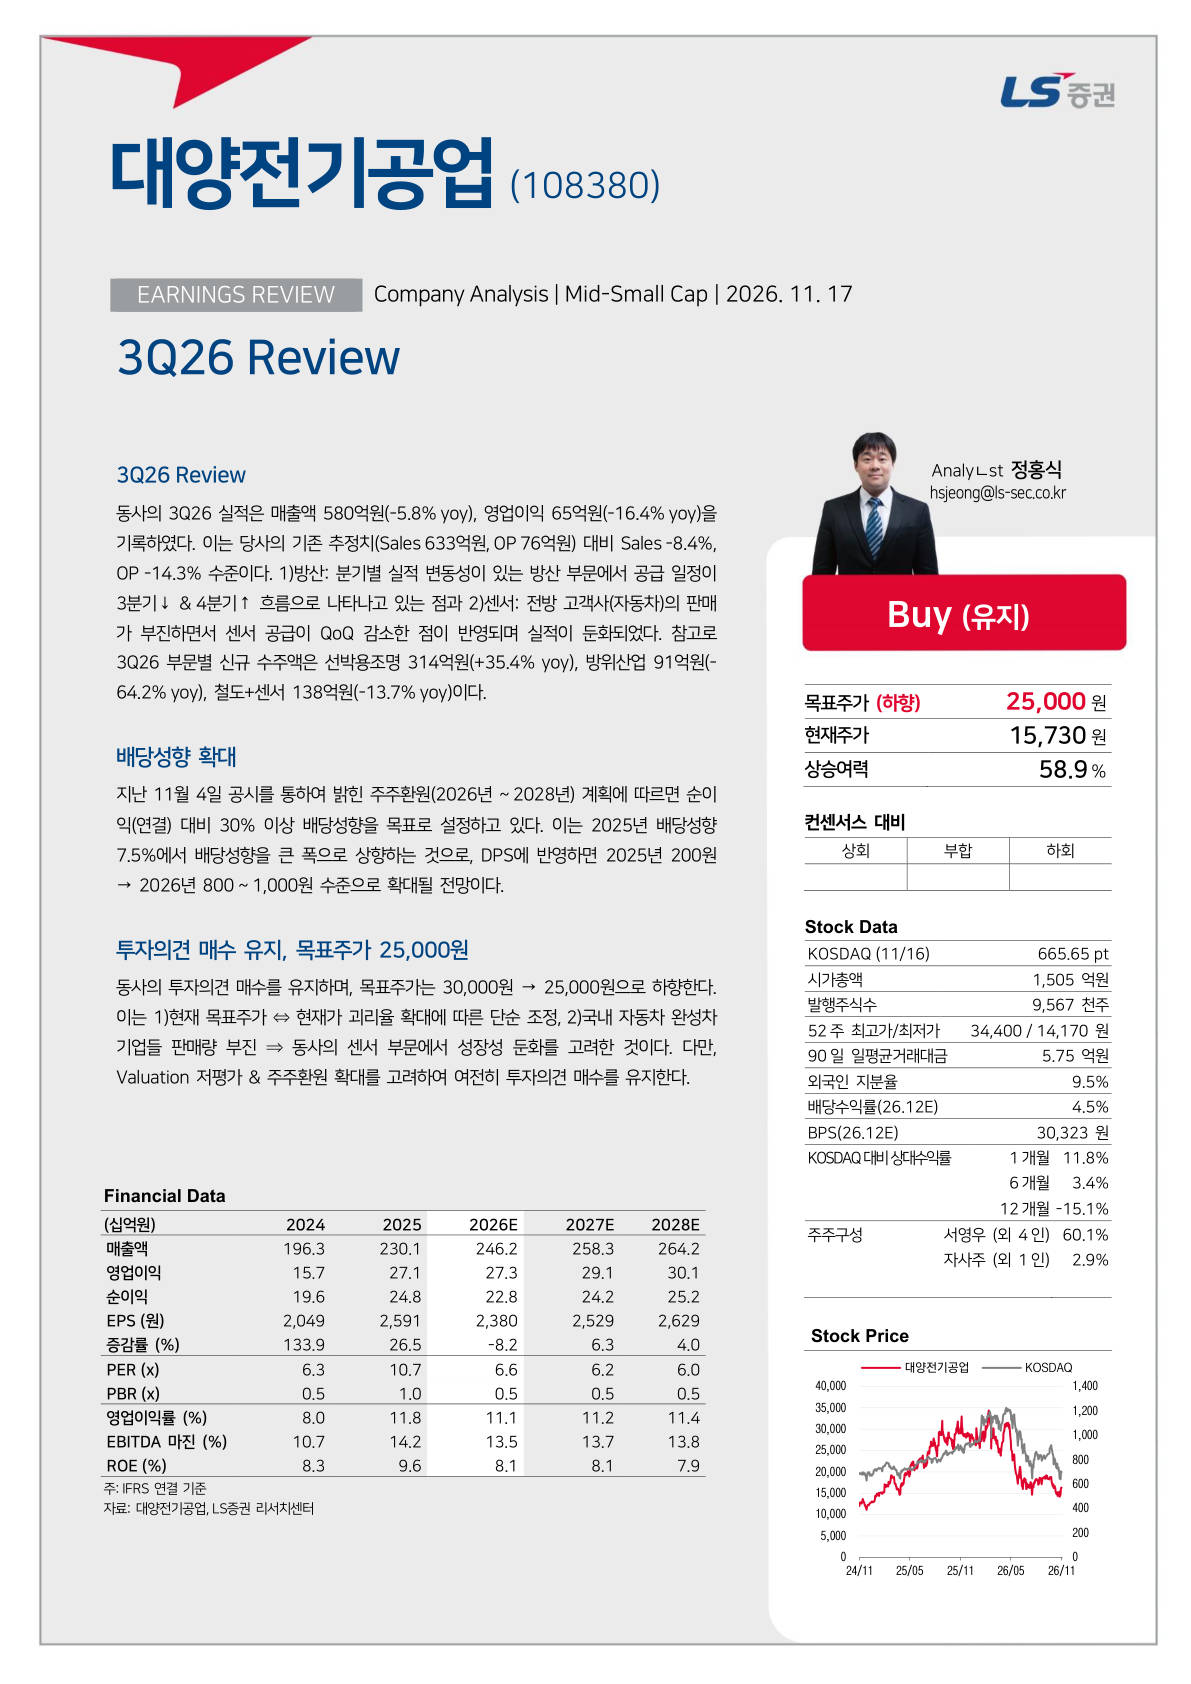 LS증권
대양전기공업 (108380)
EARNINGS REVIEW Company Analysis | Mid-Small Cap | 2026. 11. 17
3Q26 Review
3Q26 Review
동사의 3Q26 실적은 매출액 580억원(-5.8% yoy), 영업이익 65억원(-16.4% yoy)을
기록하였다. 이는 당사의 기존 추정치(Sales 633억원, OP 76억원) 대비 Sales -8.4%,
OP -14.3% 수준이다. 1)방산: 분기별 실적 변동성이 있는 방산 부문에서 공급 일정이
3분기↓ & 4분기↑ 흐름으로 나타나고 있는 점과 2)센서: 전방 고객사(자동차)의 판매
가 부진하면서 센서 공급이 QoQ 감소한 점이 반영되며 실적이 둔화되었다. 참고로
3Q26 부문별 신규 수주액은 선박용조명 314억원(+35.4% yoy), 방위산업 91억원(-
64.2% yoy), 철도+센서 138억원(-13.7% yoy)이다.
배당성향 확대
지난 11월 4일 공시를 통하여 밝힌 주주환원(2026년 ~ 2028년) 계획에 따르면 순이
익(연결) 대비 30% 이상 배당성향을 목표로 설정하고 있다. 이는 2025년 배당성향
7.5%에서 배당성향을 큰 폭으로 상향하는 것으로, DPS에 반영하면 2025년 200원
→ 2026년 800 ~ 1,000원 수준으로 확대될 전망이다.
투자의견 매수 유지, 목표주가 25,000원
동사의 투자의견 매수를 유지하며, 목표주가는 30,000원 → 25,000원으로 하향한다.
이는 1)현재 목표주가 ⇔ 현재가 괴리율 확대에 따른 단순 조정, 2)국내 자동차 완성차
기업들 판매량 부진 ⇒ 동사의 센서 부문에서 성장성 둔화를 고려한 것이다. 다만,
Valuation 저평가 & 주주환원 확대를 고려하여 여전히 투자의견 매수를 유지한다.
Financial Data
(십억원) 2024 2025 2026E 2027E 2028E
매출액 196.3 230.1 246.2 258.3 264.2
영업이익 15.7 27.1 27.3 29.1 30.1
순이익 19.6 24.8 22.8 24.2 25.2
EPS (원) 2,049 2,591 2,380 2,529 2,629
증감률 (%) 133.9 26.5 -8.2 6.3 4.0
PER (x) 6.3 10.7 6.6 6.2 6.0
PBR (x) 0.5 1.0 0.5 0.5 0.5
영업이익률 (%) 8.0 11.8 11.1 11.2 11.4
EBITDA 마진 (%) 10.7 14.2 13.5 13.7 13.8
ROE (%) 8.3 9.6 8.1 8.1 7.9
주: IFRS 연결 기준
자료: 대양전기공업, LS증권 리서치센터
Analyㄴst 정홍식
hsjeong@ls-sec.co.kr
Buy (유지)
목표주가 (하향) 25,000 원
현재주가 15,730 원
상승여력 58.9 %
컨센서스 대비
상회 부합 하회
Stock Data
KOSDAQ (11/16) 665.65 pt
시가총액 1,505 억원
발행주식수 9,567 천주
52 주 최고가/최저가 34,400 / 14,170 원
90 일 일평균거래대금 5.75 억원
외국인 지분율 9.5%
배당수익률(26.12E) 4.5%
BPS(26.12E) 30,323 원
KOSDAQ 대비 상대수익률 1 개월 11.8%
6 개월 3.4%
12 개월 -15.1%
주주구성 서영우 (외 4 인) 60.1%
자사주 (외 1 인) 2.9%
Stock Price
대양전기공업 KOSDAQ
40,000 1,400
35,000 1,200
30,000 1,000
25,000 800
20,000 600
15,000 400
10,000 200
5,000 0
0
24/11 25/05 25/11 26/05 26/11